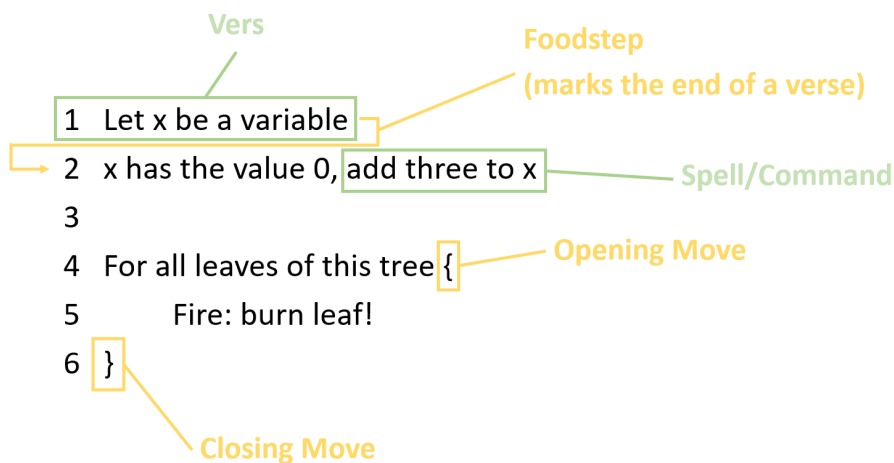 Vers
Foodstep
(marks the end of a verse)
1 Let x be a variable
2 x has the value 0, add three to x
Spell/Command
3
4 For all leaves of this tree {
Opening Move
5 Fire: burn leaf!
6 }
Closing Move